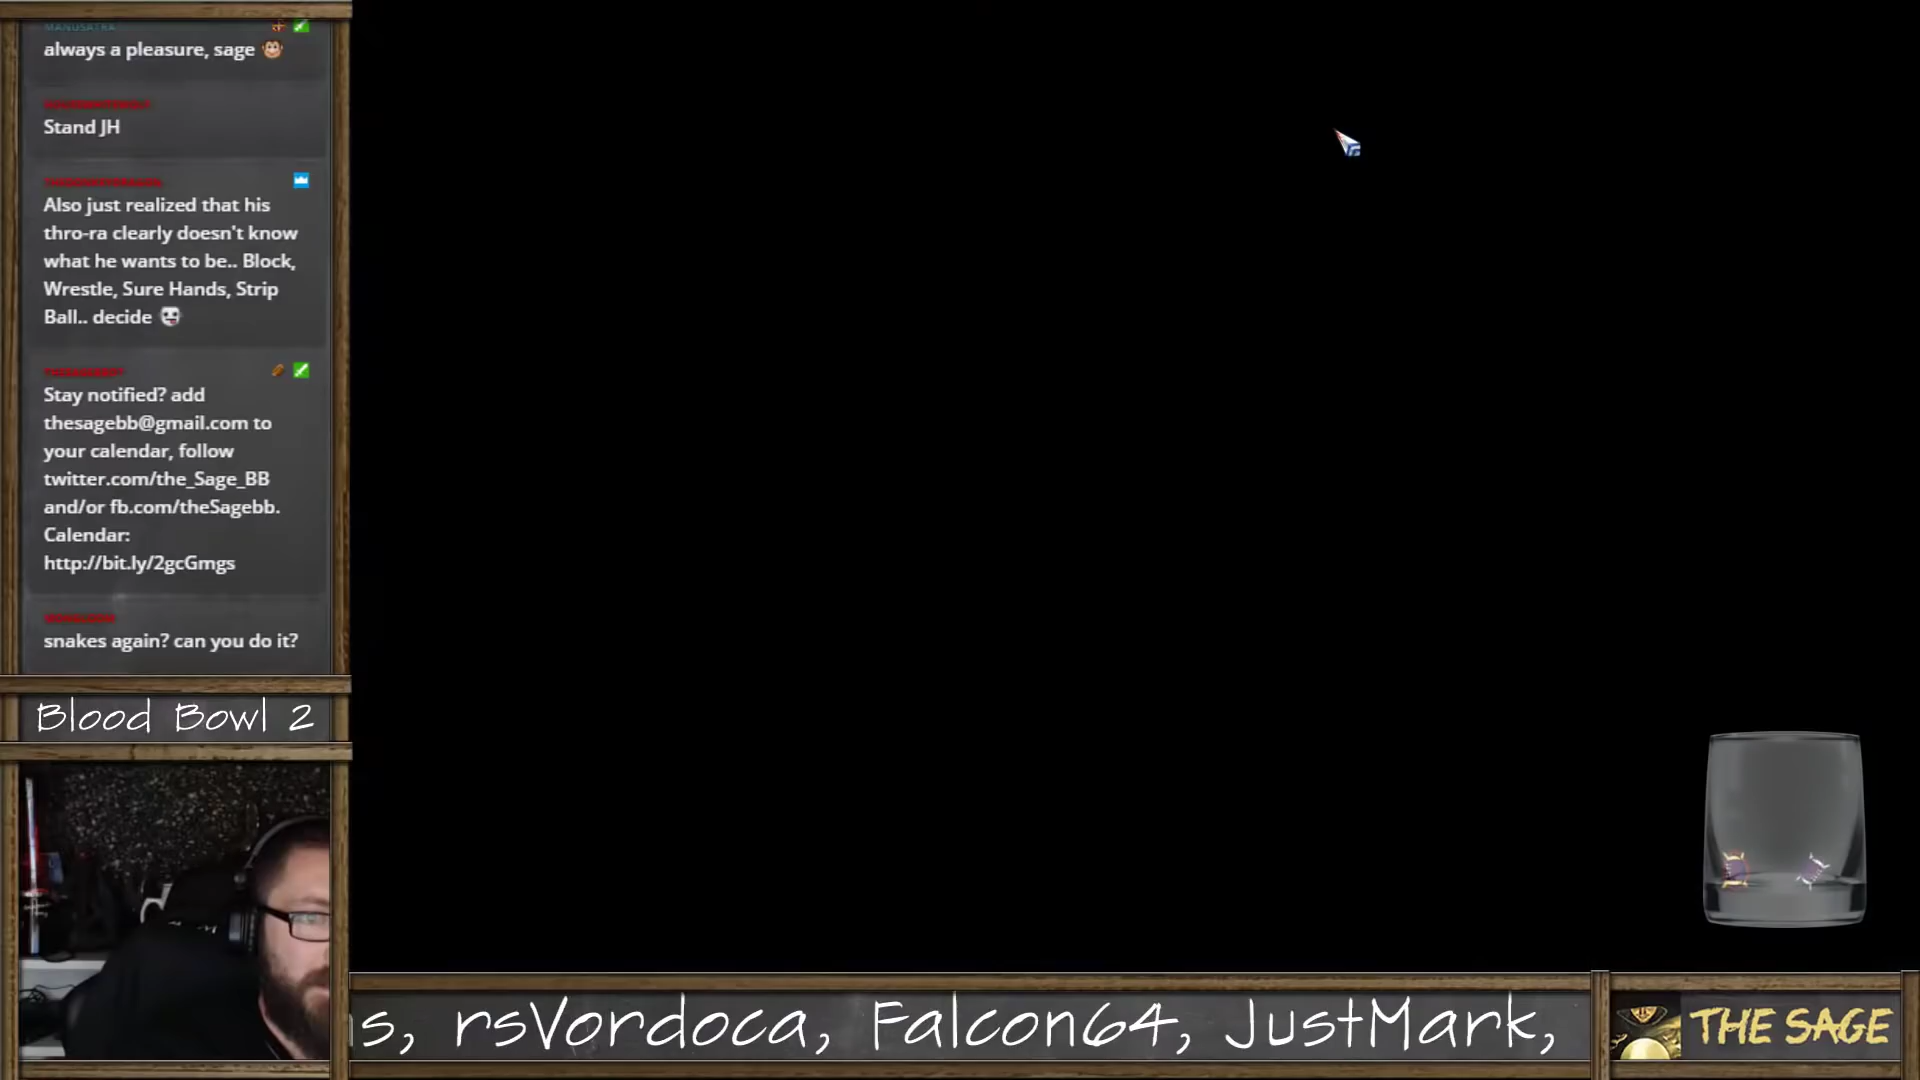 MANUSATRA
always a pleasure, sage
Stand JH
Also just realized that his
thro-ra clearly doesn't know
what he wants to be.. Block,
Wrestle, Sure Hands, Strip
Ball.. decide
Stay notified? add
thesagebb@gmail.com to
your calendar, follow
twitter.com/the_Sage_BB
and/or fb.com/theSagebb.
Calendar:
http://bit.ly/2gcGmgs
snakes again? can you do it?
Blood Bowl 2
s, rsVordoca, Falcon64, JustMark,
THE SAGE